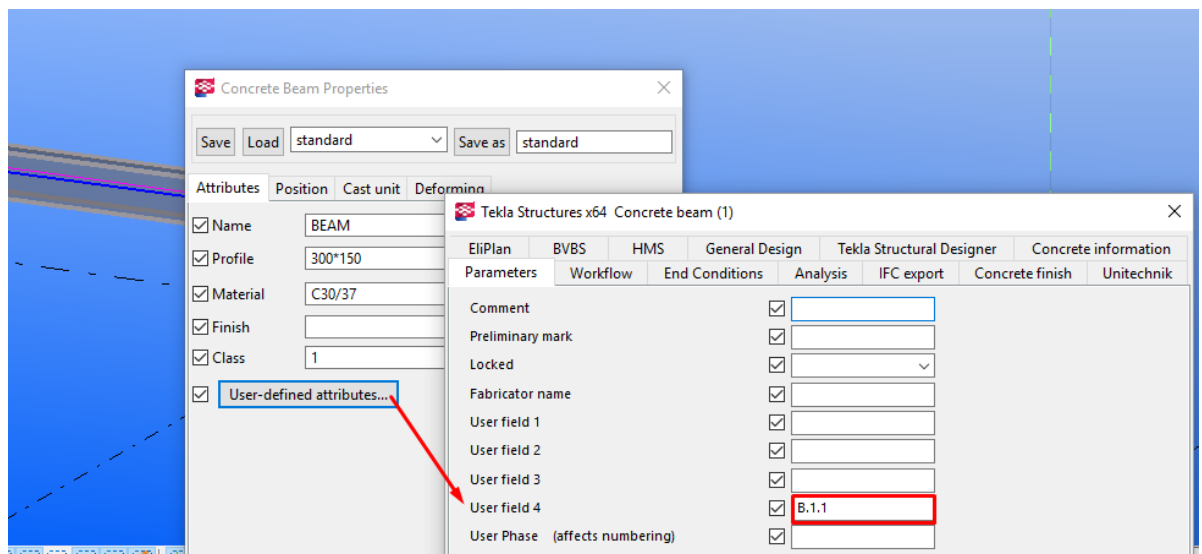 Concrete Beam Properties
Save Load standard Save as standard
Attributes Position Cast unit Deforming
Name BEAM
Profile 300*150
Material C30/37
Finish
Class 1
User-defined attributes...
Tekla Structures x64 Concrete beam (1)
EliPlan BVBS HMS General Design Tekla Structural Designer Concrete information
Parameters Workflow End Conditions Analysis IFC export Concrete finish Unitechnik
Comment
Preliminary mark
Locked
Fabricator name
User field 1
User field 2
User field 3
User field 4 B.1.1
User Phase (affects numbering)